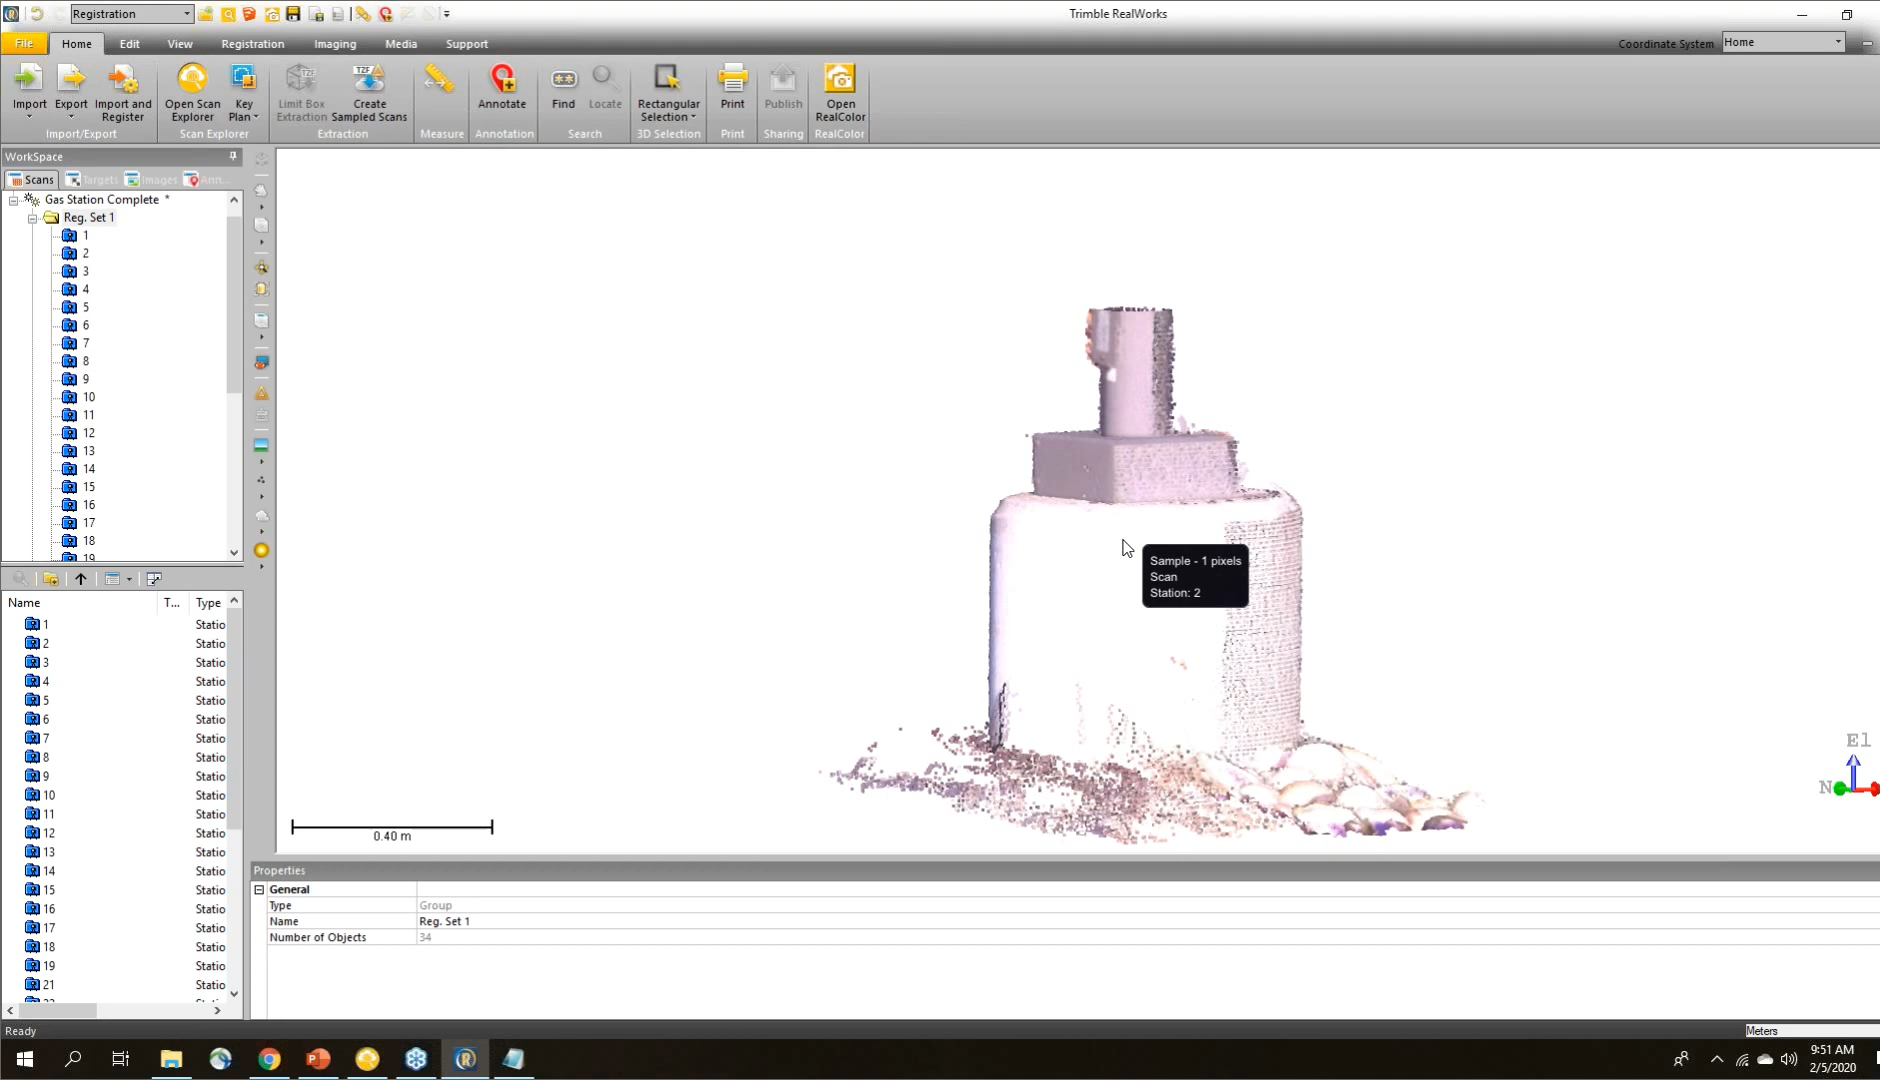 Registration
Trimble RealWorks
File
Home
Edit
View
Registration
Imaging
Media
Support
Coordinate System
Home
Import
Export
Import and
Register
Open Scan
Explorer
Key
Plan
Limit Box
Extraction
Create
Sampled Scans
Annotate
Find
Locate
Rectangular
Selection
Print
Publish
Open
RealColor
Import/Export
Scan Explorer
Extraction
Measure
Annotation
Search
3D Selection
Print
Sharing
RealColor
WorkSpace
Scans
Targets
Images
Ann...
Gas Station Complete *
Reg. Set 1
1
2
3
4
5
6
7
8
9
10
11
12
13
14
15
16
17
18
19
Name T... Type
1 Statio
2 Statio
3 Statio
4 Statio
5 Statio
6 Statio
7 Statio
8 Statio
9 Statio
10 Statio
11 Statio
12 Statio
13 Statio
14 Statio
15 Statio
16 Statio
17 Statio
18 Statio
19 Statio
21 Statio
Sample - 1 pixels
Scan
Station: 2
El
N
0.40 m
Properties
General
Type Group
Name Reg. Set 1
Number of Objects 34
Ready
Meters
9:51 AM
2/5/2020